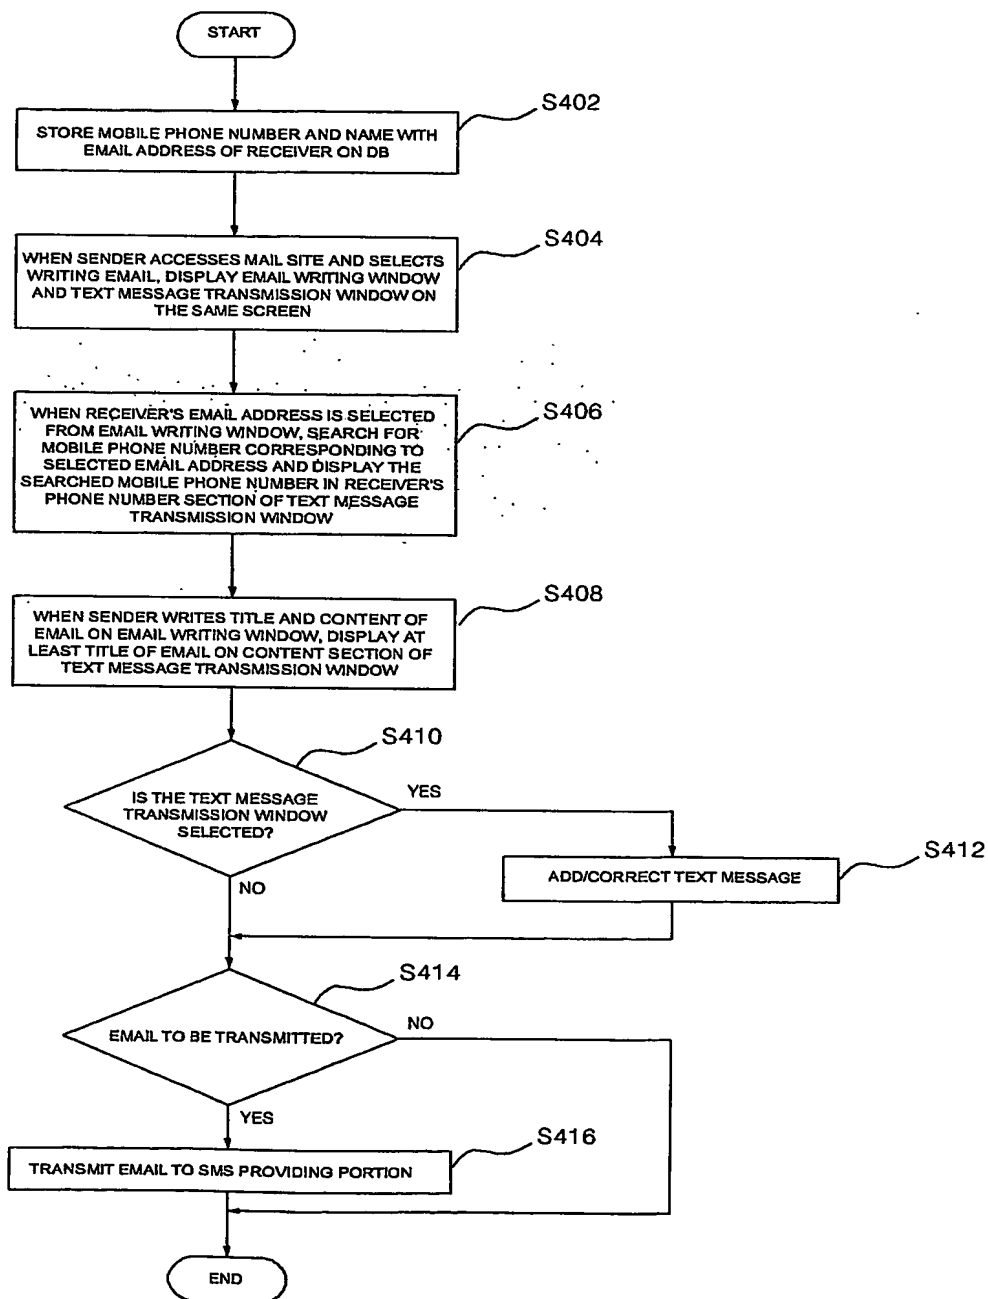 START
S402
STORE MOBILE PHONE NUMBER AND NAME WITH
EMAIL ADDRESS OF RECEIVER ON DB
S404
WHEN SENDER ACCESSES MAIL SITE AND SELECTS
WRITING EMAIL, DISPLAY EMAIL WRITING WINDOW
AND TEXT MESSAGE TRANSMISSION WINDOW ON
THE SAME SCREEN
S406
WHEN RECEIVER'S EMAIL ADDRESS IS SELECTED
FROM EMAIL WRITING WINDOW, SEARCH FOR
MOBILE PHONE NUMBER CORRESPONDING TO
SELECTED EMAIL ADDRESS AND DISPLAY THE
SEARCHED MOBILE PHONE NUMBER IN RECEIVER'S
PHONE NUMBER SECTION OF TEXT MESSAGE
TRANSMISSION WINDOW
S408
WHEN SENDER WRITES TITLE AND CONTENT OF
EMAIL ON EMAIL WRITING WINDOW, DISPLAY AT
LEAST TITLE OF EMAIL ON CONTENT SECTION OF
TEXT MESSAGE TRANSMISSION WINDOW
S410
IS THE TEXT MESSAGE
TRANSMISSION WINDOW
SELECTED?
YES
S412
ADD/CORRECT TEXT MESSAGE
NO
S414
EMAIL TO BE TRANSMITTED?
NO
YES
S416
TRANSMIT EMAIL TO SMS PROVIDING PORTION
END